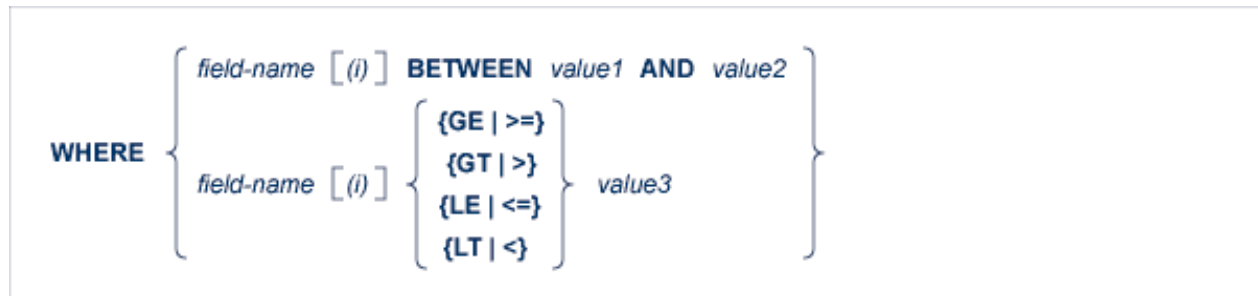 field-name [(i)] BETWEEN value1 AND value2
{GE | >=}
{GT | >}
WHERE
field-name [(i)] value3
{LE | <=}
{LT | <}